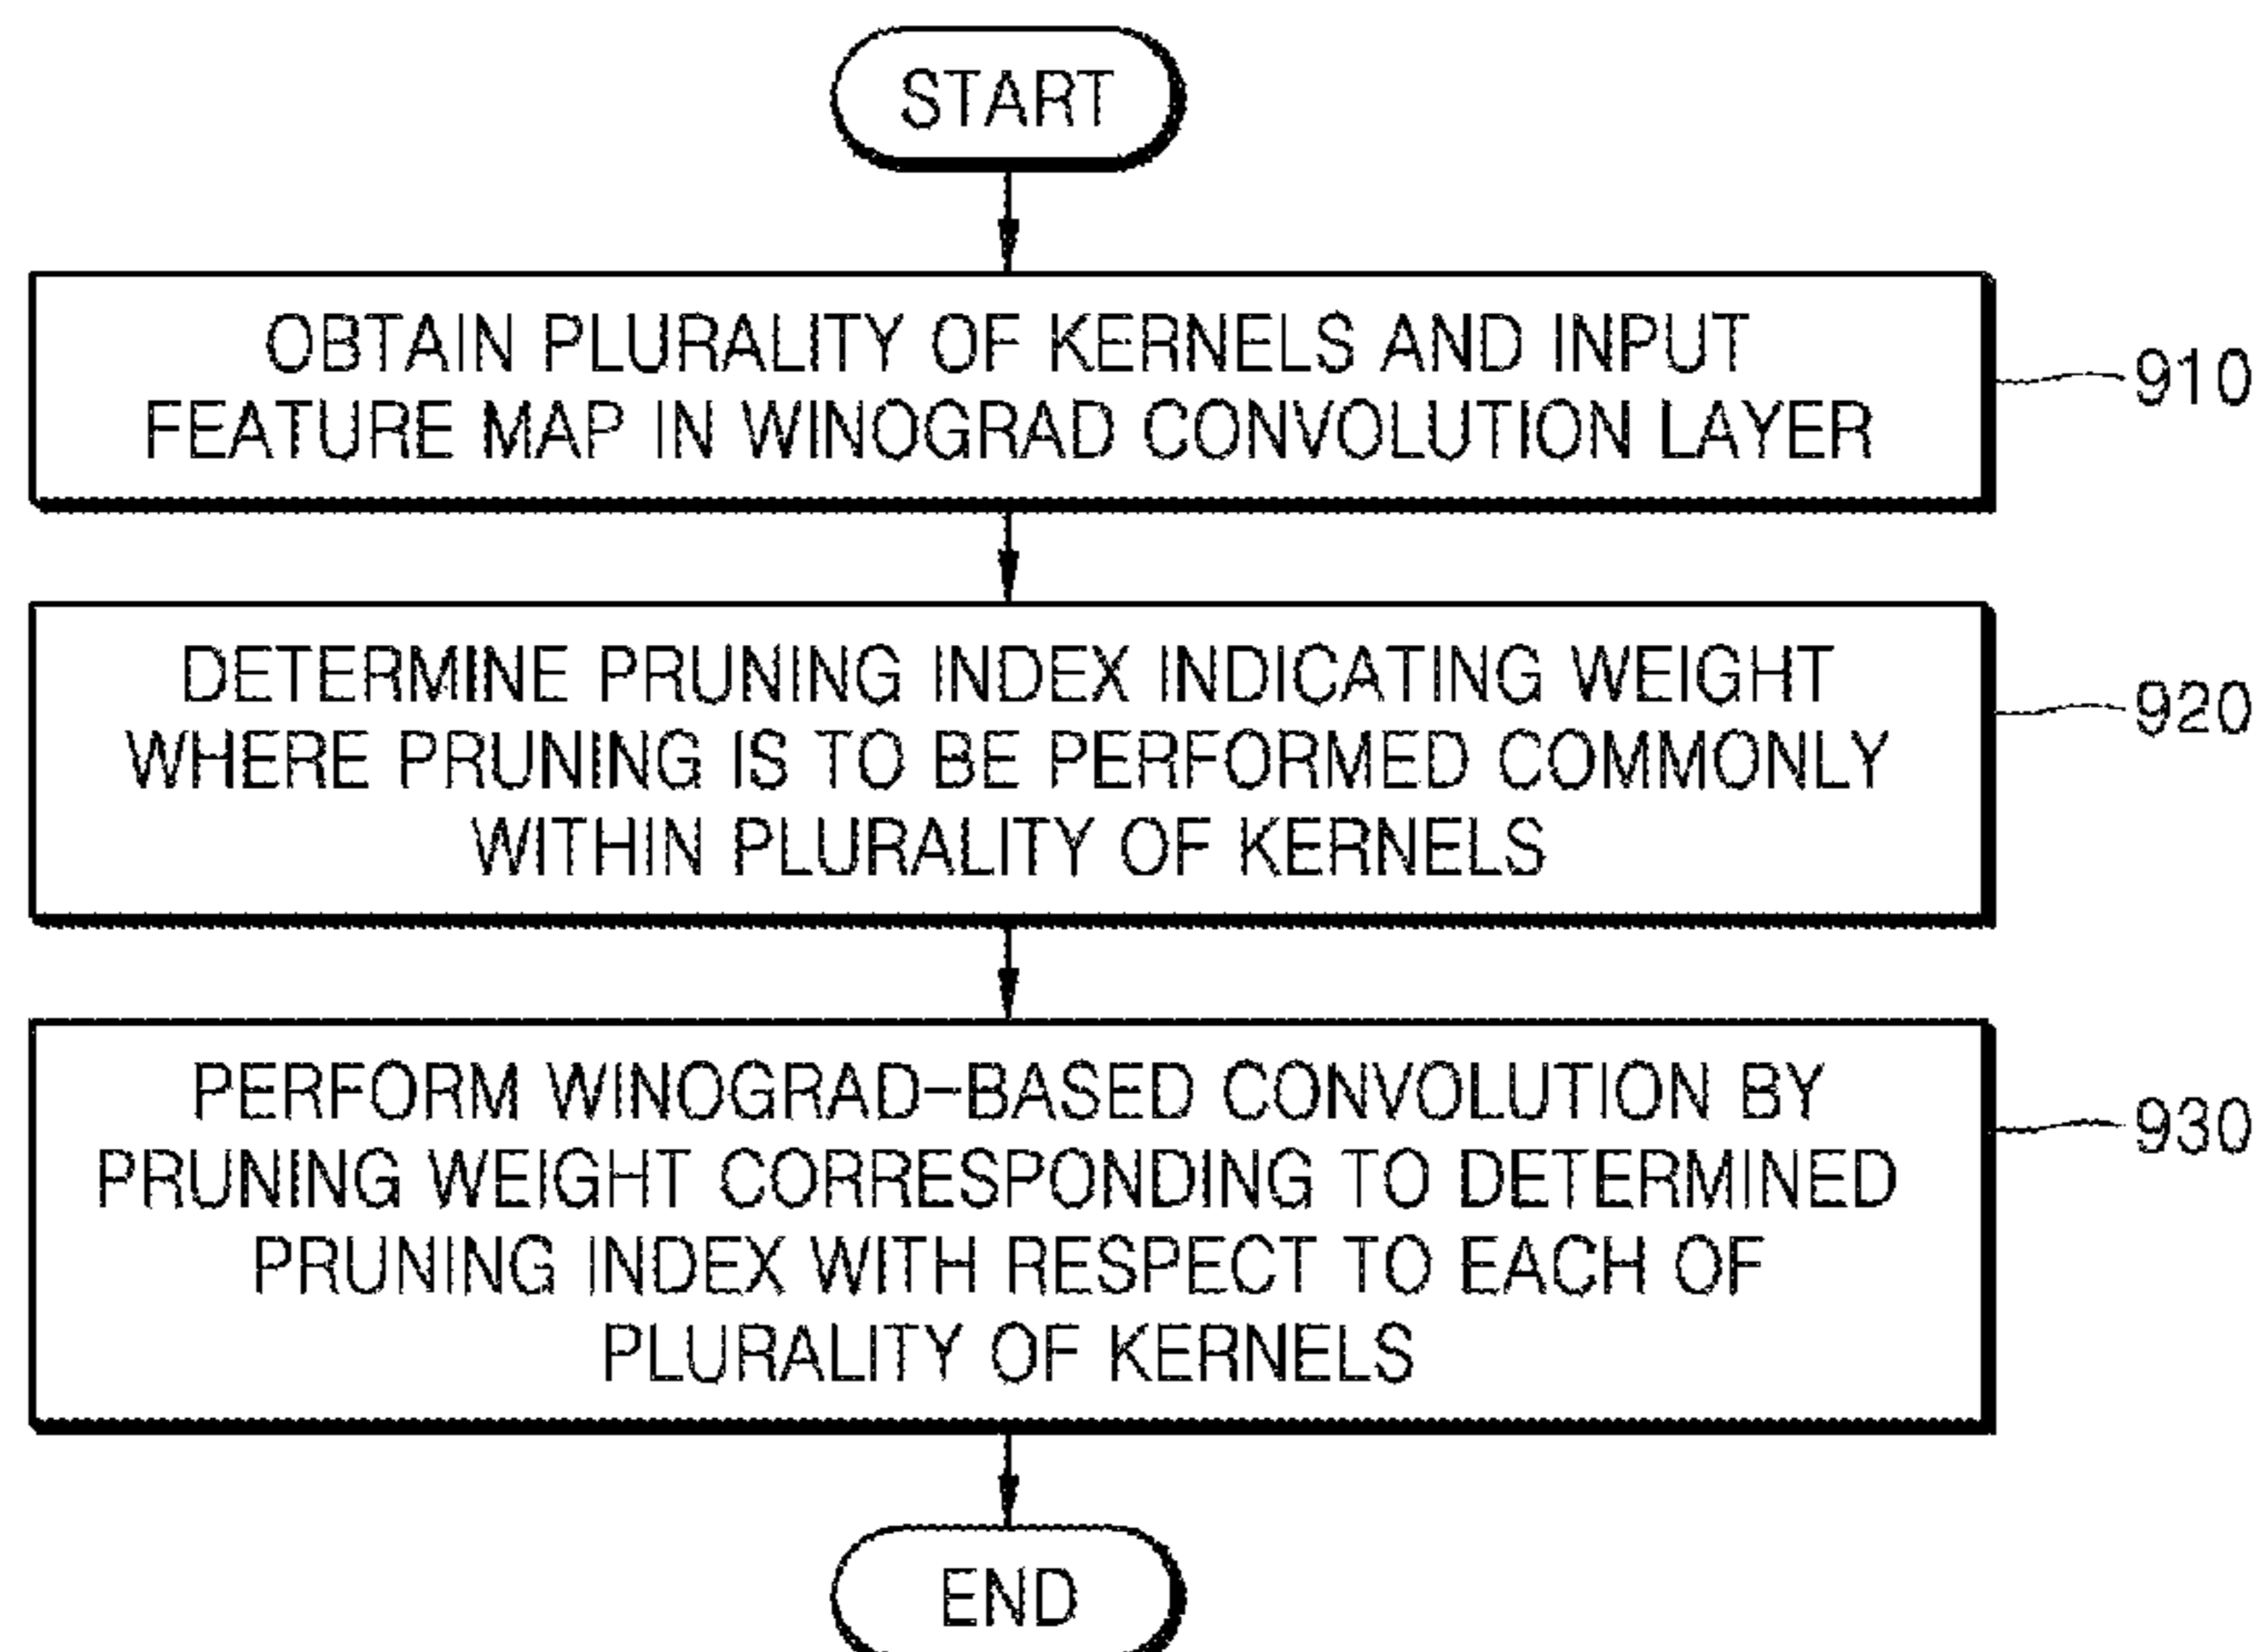 START
OBTAIN PLURALITY OF KERNELS AND INPUT
FEATURE MAP IN WINOGRAD CONVOLUTION LAYER
910
DETERMINE PRUNING INDEX INDICATING WEIGHT
WHERE PRUNING IS TO BE PERFORMED COMMONLY
WITHIN PLURALITY OF KERNELS
920
PERFORM WINOGRAD-BASED CONVOLUTION BY
PRUNING WEIGHT CORRESPONDING TO DETERMINED
PRUNING INDEX WITH RESPECT TO EACH OF
PLURALITY OF KERNELS
930
END